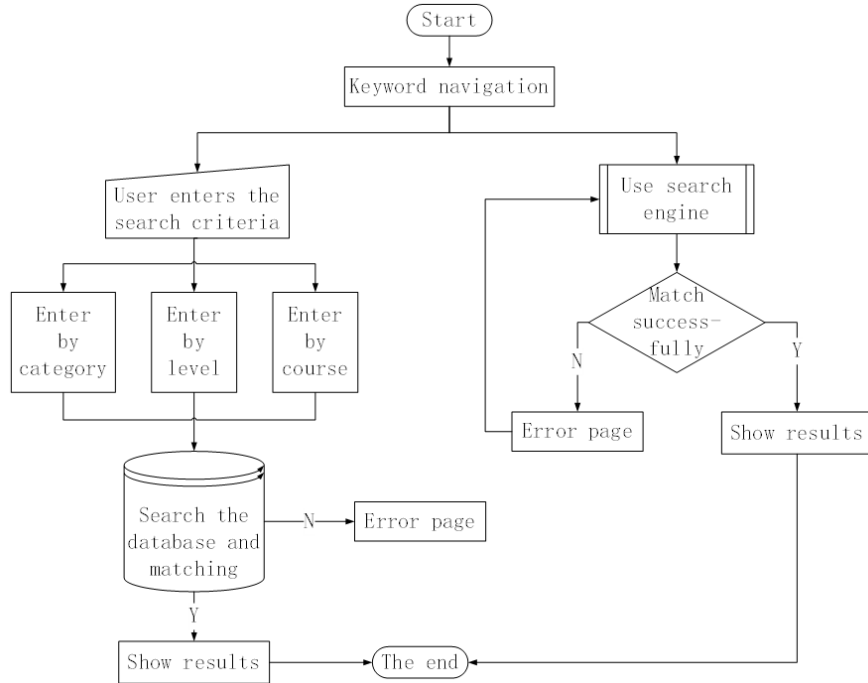 Start
Keyword navigation
User enters the
search criteria
Use search
engine
Enter
by
category
Enter
by
level
Enter
by
course
Match
success-
fully
N
Y
Error page
Show results
Search the
database and
matching
N
Error page
Y
Show results
The end